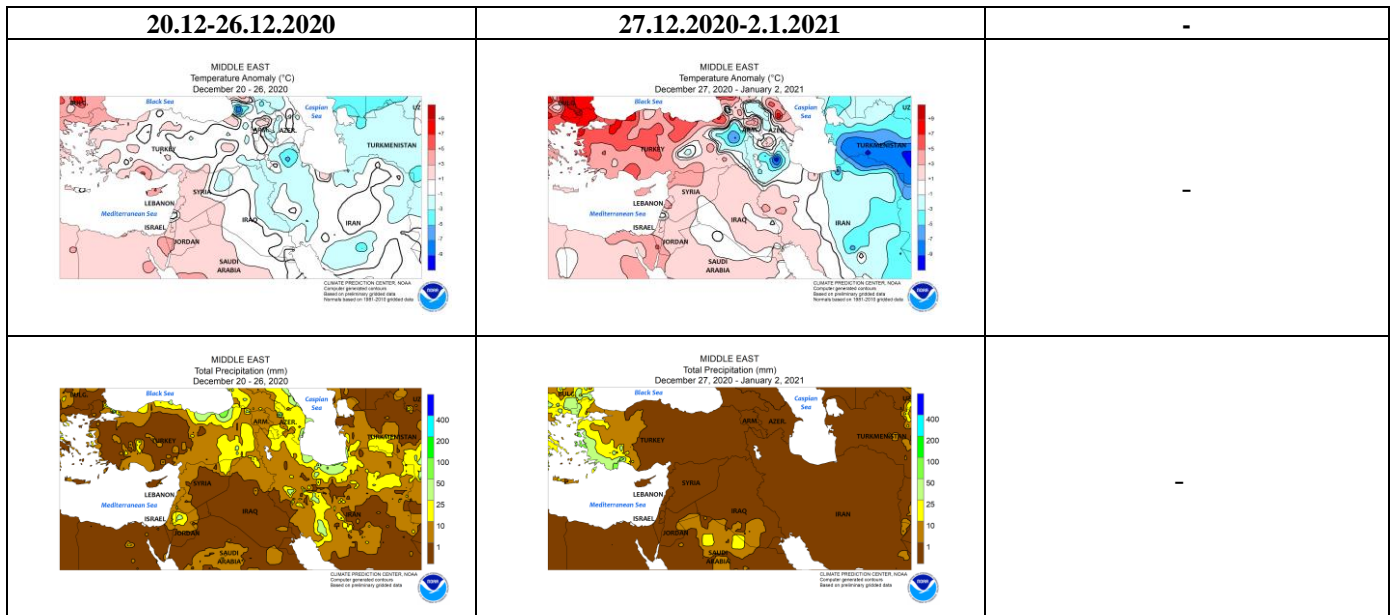 20.12-26.12.2020
27.12.2020-2.1.2021
-
MIDDLE EAST
Temperature Anomaly (°C)
December 20 - 26, 2020
BULG.
Black Sea
Caspian
Sea
UZ
ARM.
AZER.
TURKEY
TURKMENISTAN
SYRIA
LEBANON
Mediterranean Sea
IRAQ
IRAN
ISRAEL
JORDAN
SAUDI
ARABIA
CLIMATE PREDICTION CENTER, NOAA
Computer generated contours
Based on preliminary gridded data
Normals based on 1981-2010 gridded data
MIDDLE EAST
Temperature Anomaly (°C)
December 27, 2020 - January 2, 2021
Black Sea
Caspian
Sea
UZ
ARM.
AZER.
TURKEY
TURKMENISTAN
SYRIA
LEBANON
Mediterranean Sea
IRAQ
IRAN
ISRAEL
JORDAN
SAUDI
ARABIA
CLIMATE PREDICTION CENTER, NOAA
Computer generated contours
Based on preliminary gridded data
Normals based on 1981-2010 gridded data
-
MIDDLE EAST
Total Precipitation (mm)
December 20 - 26, 2020
BULG.
Black Sea
Caspian
Sea
UZ
ARM.
AZER.
TURKEY
TURKMENISTAN
SYRIA
LEBANON
Mediterranean Sea
IRAQ
IRAN
ISRAEL
JORDAN
SAUDI
ARABIA
400
200
100
50
25
10
1
CLIMATE PREDICTION CENTER, NOAA
Computer generated contours
Based on preliminary gridded data
MIDDLE EAST
Total Precipitation (mm)
December 27, 2020 - January 2, 2021
BULG.
Black Sea
Caspian
Sea
UZ
ARM.
AZER.
TURKEY
TURKMENISTAN
SYRIA
LEBANON
Mediterranean Sea
IRAQ
IRAN
ISRAEL
JORDAN
SAUDI
ARABIA
400
200
100
50
25
10
1
CLIMATE PREDICTION CENTER, NOAA
Computer generated contours
Based on preliminary gridded data
-